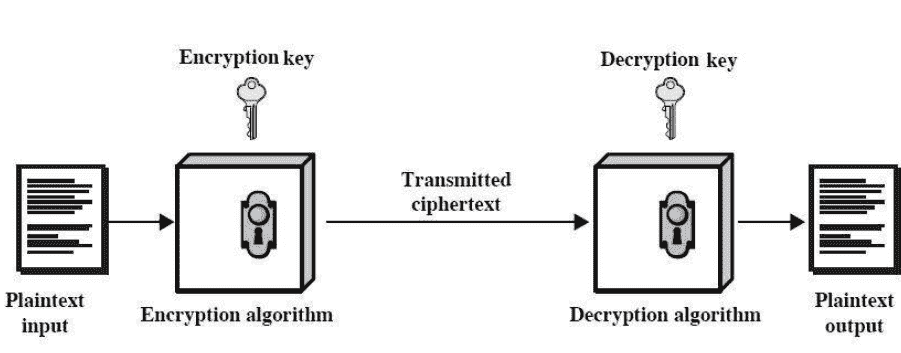 Encryption key
Decryption key
Transmitted
ciphertext
Plaintext
input
Encryption algorithm
Decryption algorithm
Plaintext
output